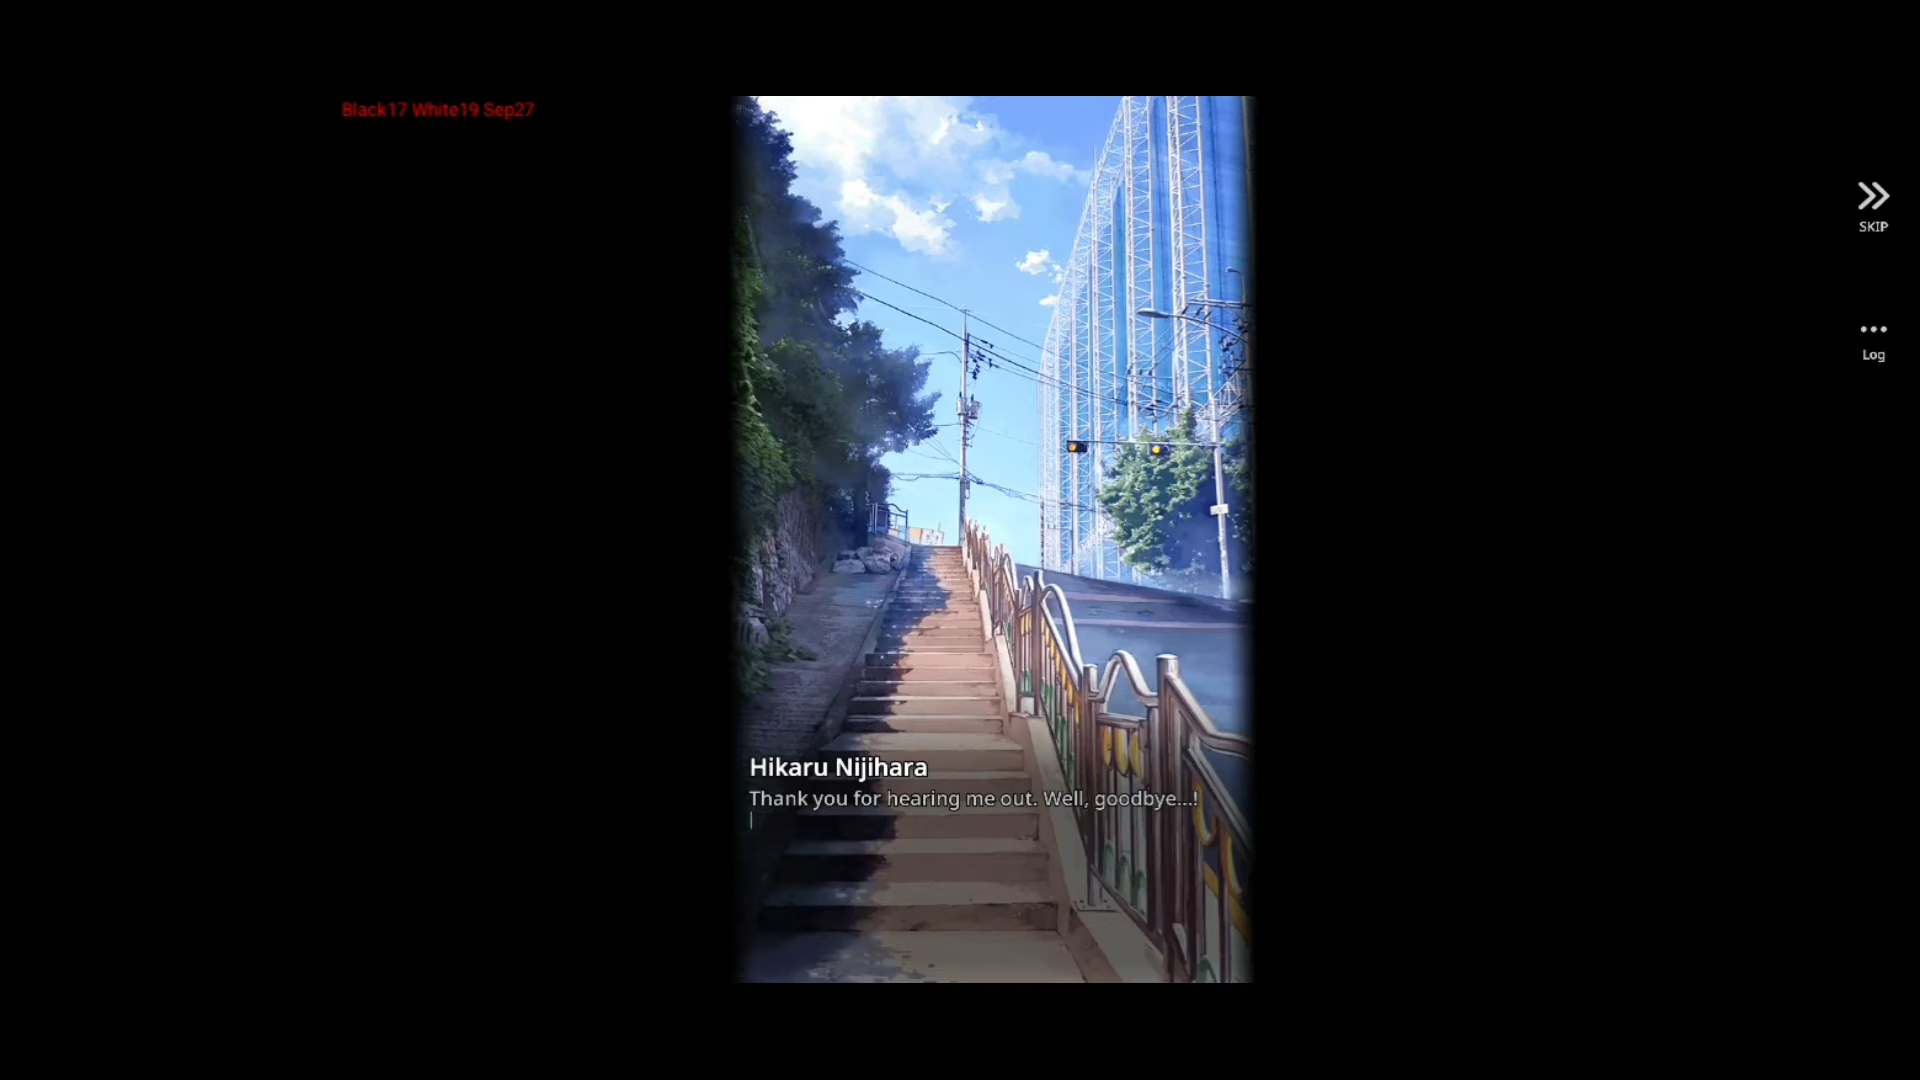 Black17 White19 Sep27
SKIP
Log
Hikaru Nijihara
Thank you for hearing me out. Well, goodbye...!